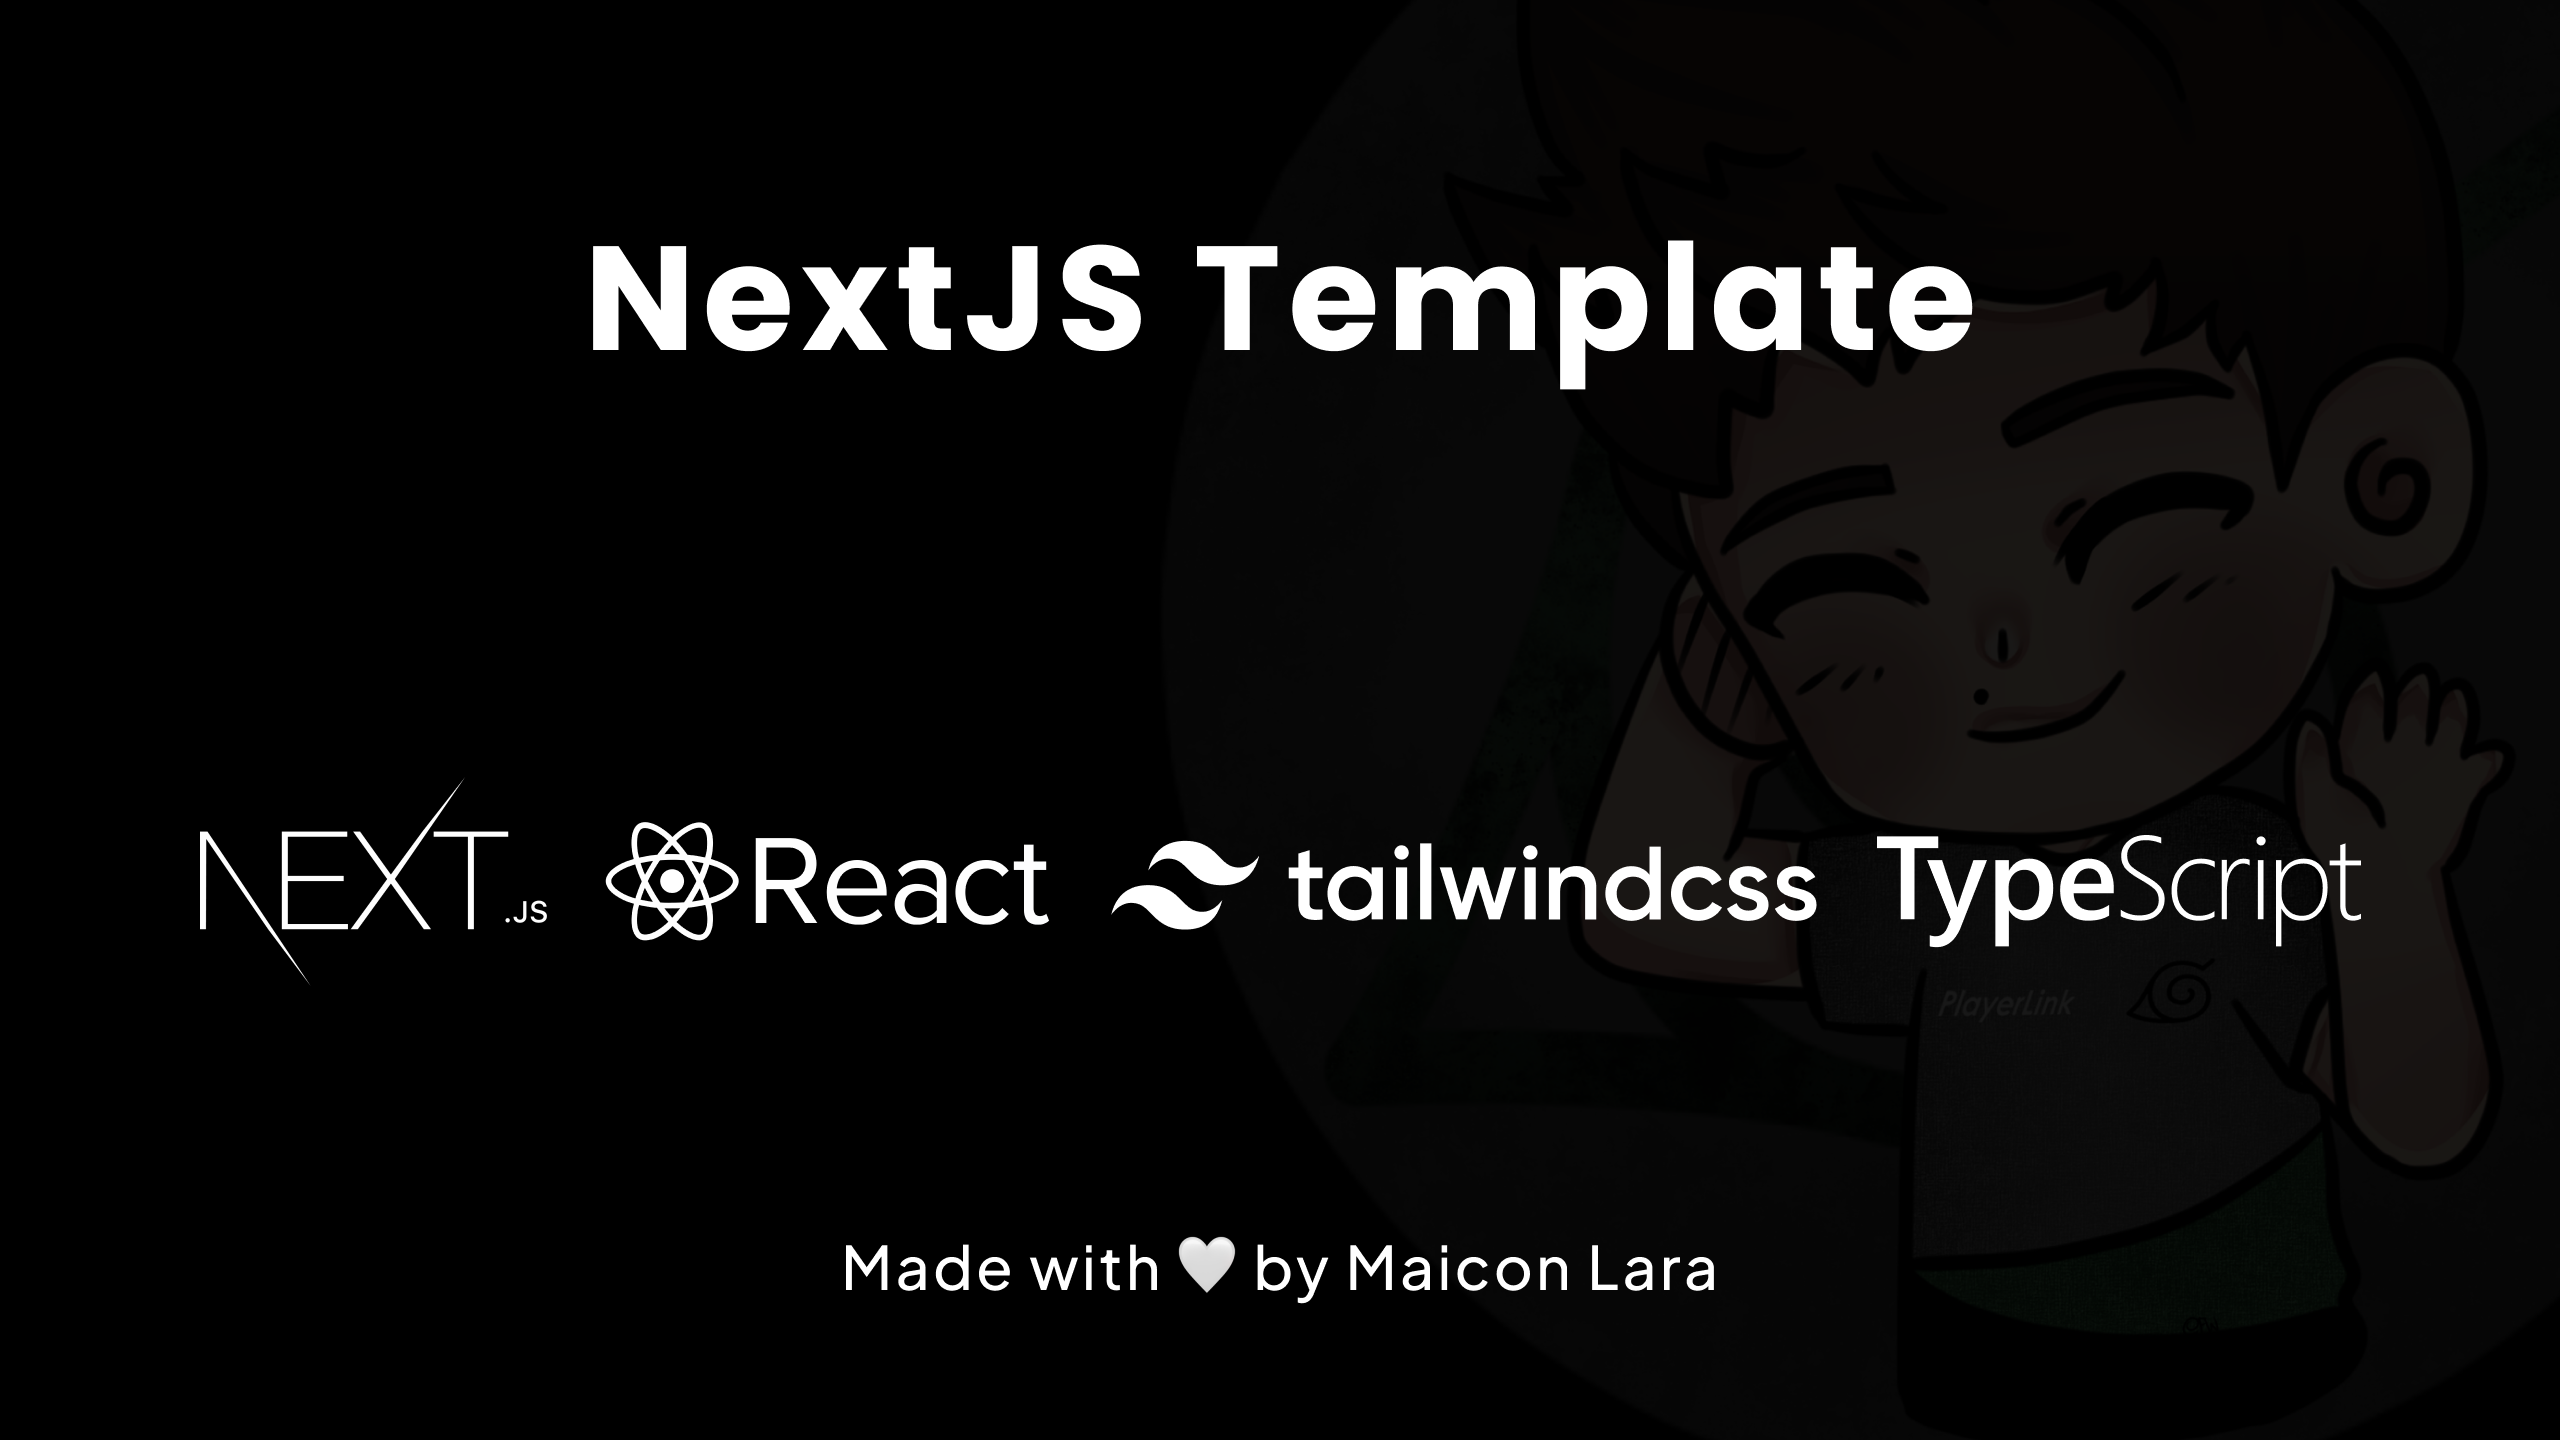 NextJS Template
NEXT.JS React tailwindcss TypeScript
PlayerLink
Made with 🤍 by Maicon Lara